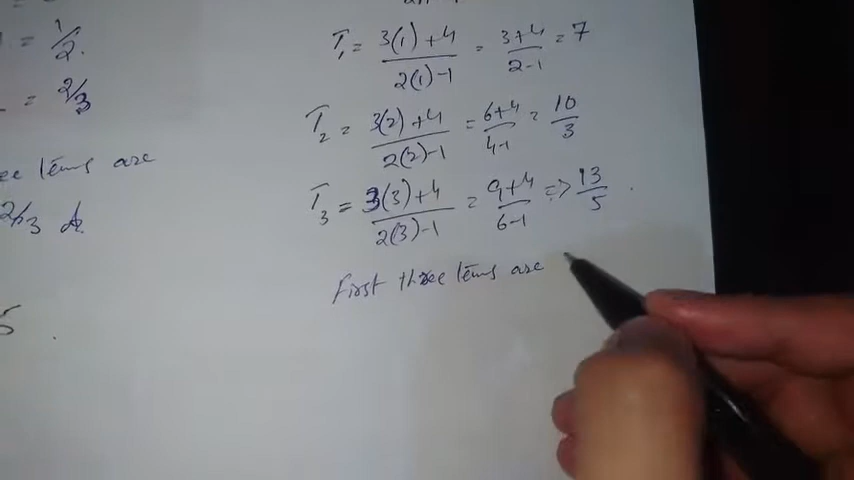 = 1/2.
= 2/3
ee terms are
2/3 &
5 .
T₁ = 3(1)+4 / 2(1)-1 = 3+4 / 2-1 = 7
T₂ = 3(2)+4 / 2(2)-1 = 6+4 / 4-1 = 10/3
T₃ = 3(3)+4 / 2(3)-1 = 9+4 / 6-1 => 13/5 .
First three terms are